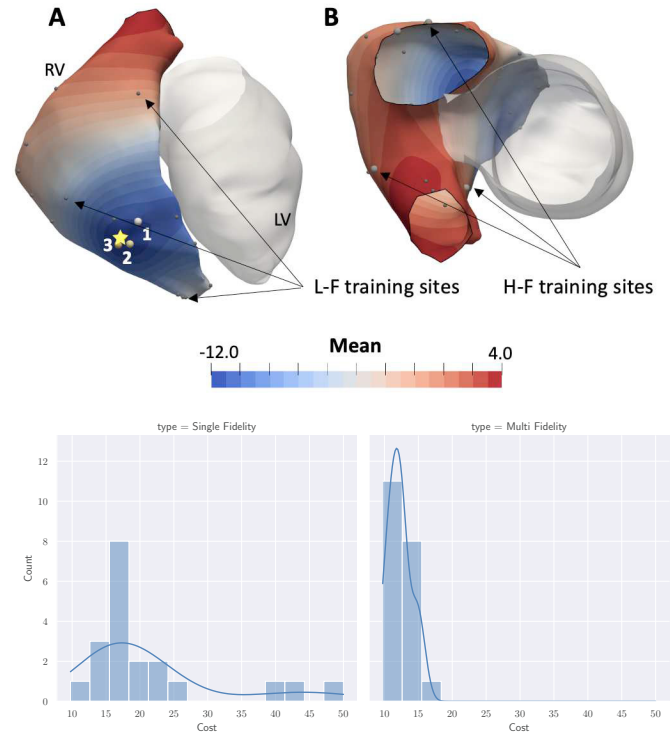 A
B
RV
LV
1
3
2
L-F training sites
H-F training sites
Mean
-12.0
4.0
type = Single Fidelity
type = Multi Fidelity
12
10
8
6
4
2
0
Count
10 15 20 25 30 35 40 45 50
10 15 20 25 30 35 40 45 50
Cost
Cost